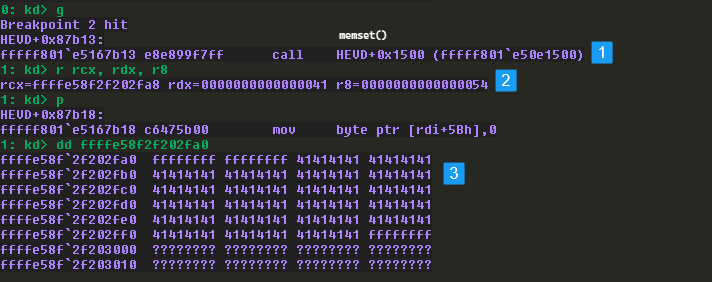 0: kd> g
Breakpoint 2 hit
HEVD+0x87b13:
memset()
fffff801`e5167b13 e8e899f7ff call HEVD+0x1500 (fffff801`e50e1500)
1
1: kd> r rcx, rdx, r8
rcx=ffffe58f2f202fa8 rdx=0000000000000041 r8=0000000000000054
2
1: kd> p
HEVD+0x87b18:
fffff801`e5167b18 c6475b00 mov byte ptr [rdi+5Bh],0
1: kd> dd ffffe58f2f202fa0
ffffe58f`2f202fa0 ffffffff ffffffff 41414141 41414141
ffffe58f`2f202fb0 41414141 41414141 41414141 41414141
3
ffffe58f`2f202fc0 41414141 41414141 41414141 41414141
ffffe58f`2f202fd0 41414141 41414141 41414141 41414141
ffffe58f`2f202fe0 41414141 41414141 41414141 41414141
ffffe58f`2f202ff0 41414141 41414141 41414141 ffffffff
ffffe58f`2f203000 ???????? ???????? ???????? ????????
ffffe58f`2f203010 ???????? ???????? ???????? ????????